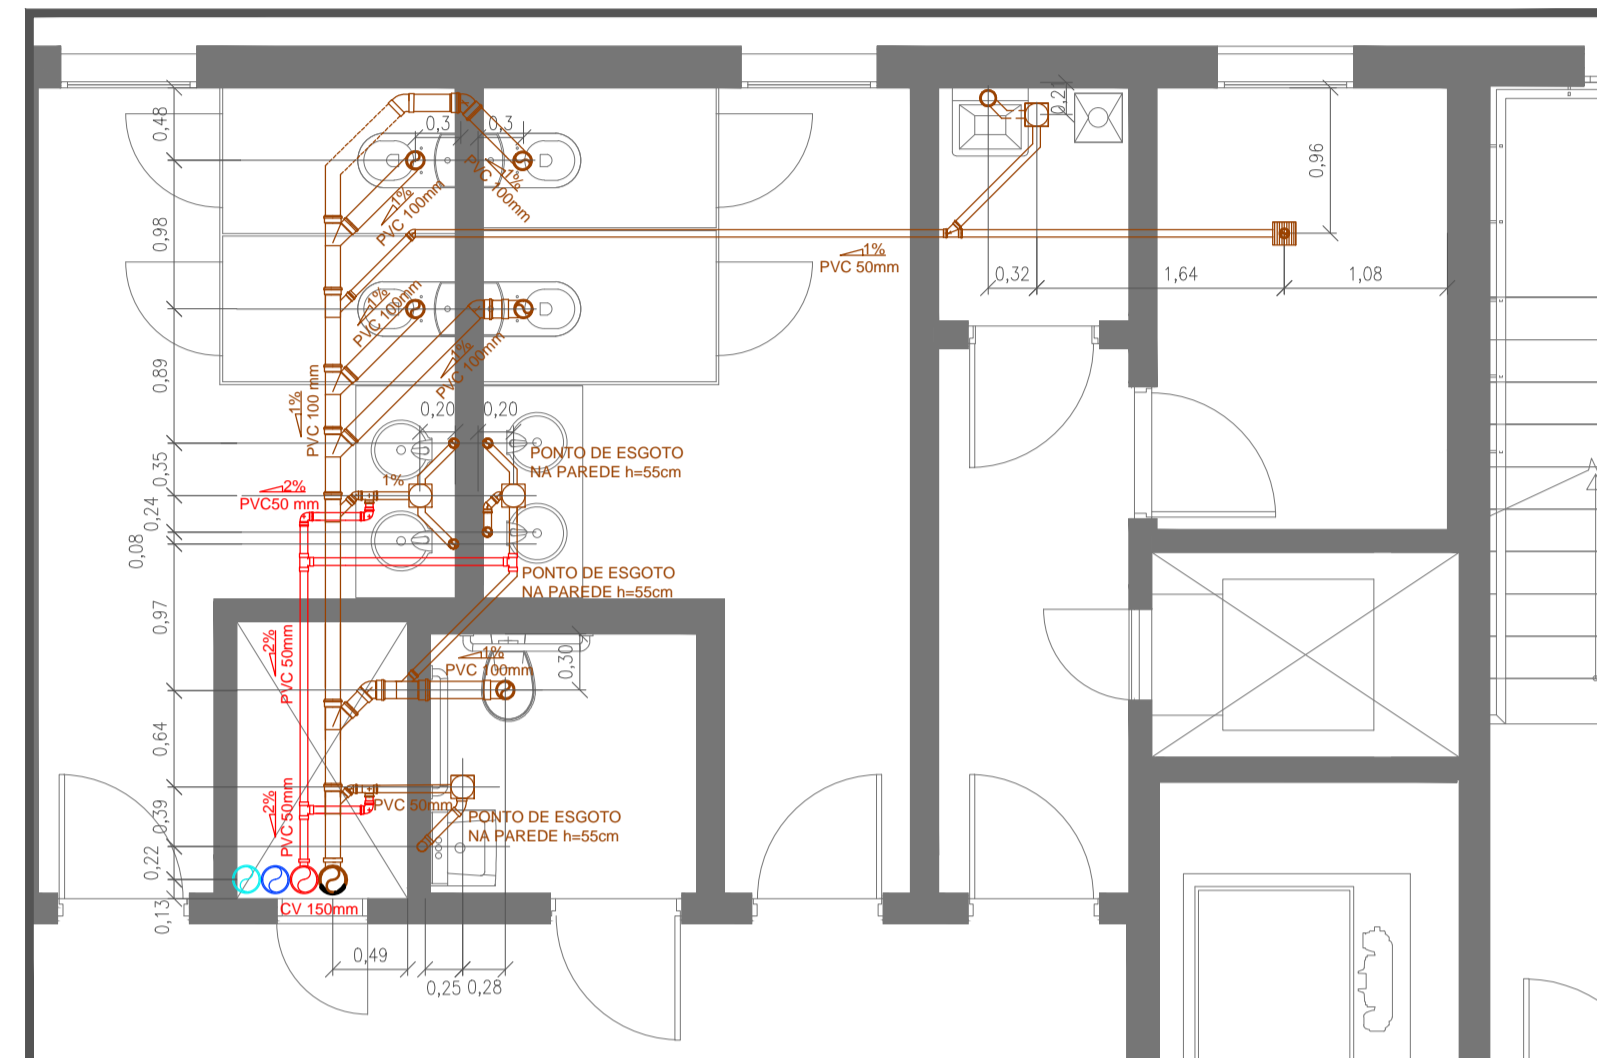 0,48
0,3
0,3
0,21
0,96
1%
PVC 100mm
1%
PVC 100mm
0,98
1%
PVC 50mm
0,32
1,64
1,08
1%
PVC 100mm
1%
PVC 100mm
0,89
1%
PVC 100 mm
0,20
0,20
PONTO DE ESGOTO
NA PAREDE h=55cm
0,35
2%
PVC50 mm
1%
0,24
0,08
PONTO DE ESGOTO
NA PAREDE h=55cm
0,97
2%
PVC 50mm
1%
PVC 100mm
0,30
0,64
2%
PVC 50mm
PVC 50mm
PONTO DE ESGOTO
NA PAREDE h=55cm
0,39
0,22
0,13
CV 150mm
0,49
0,25
0,28